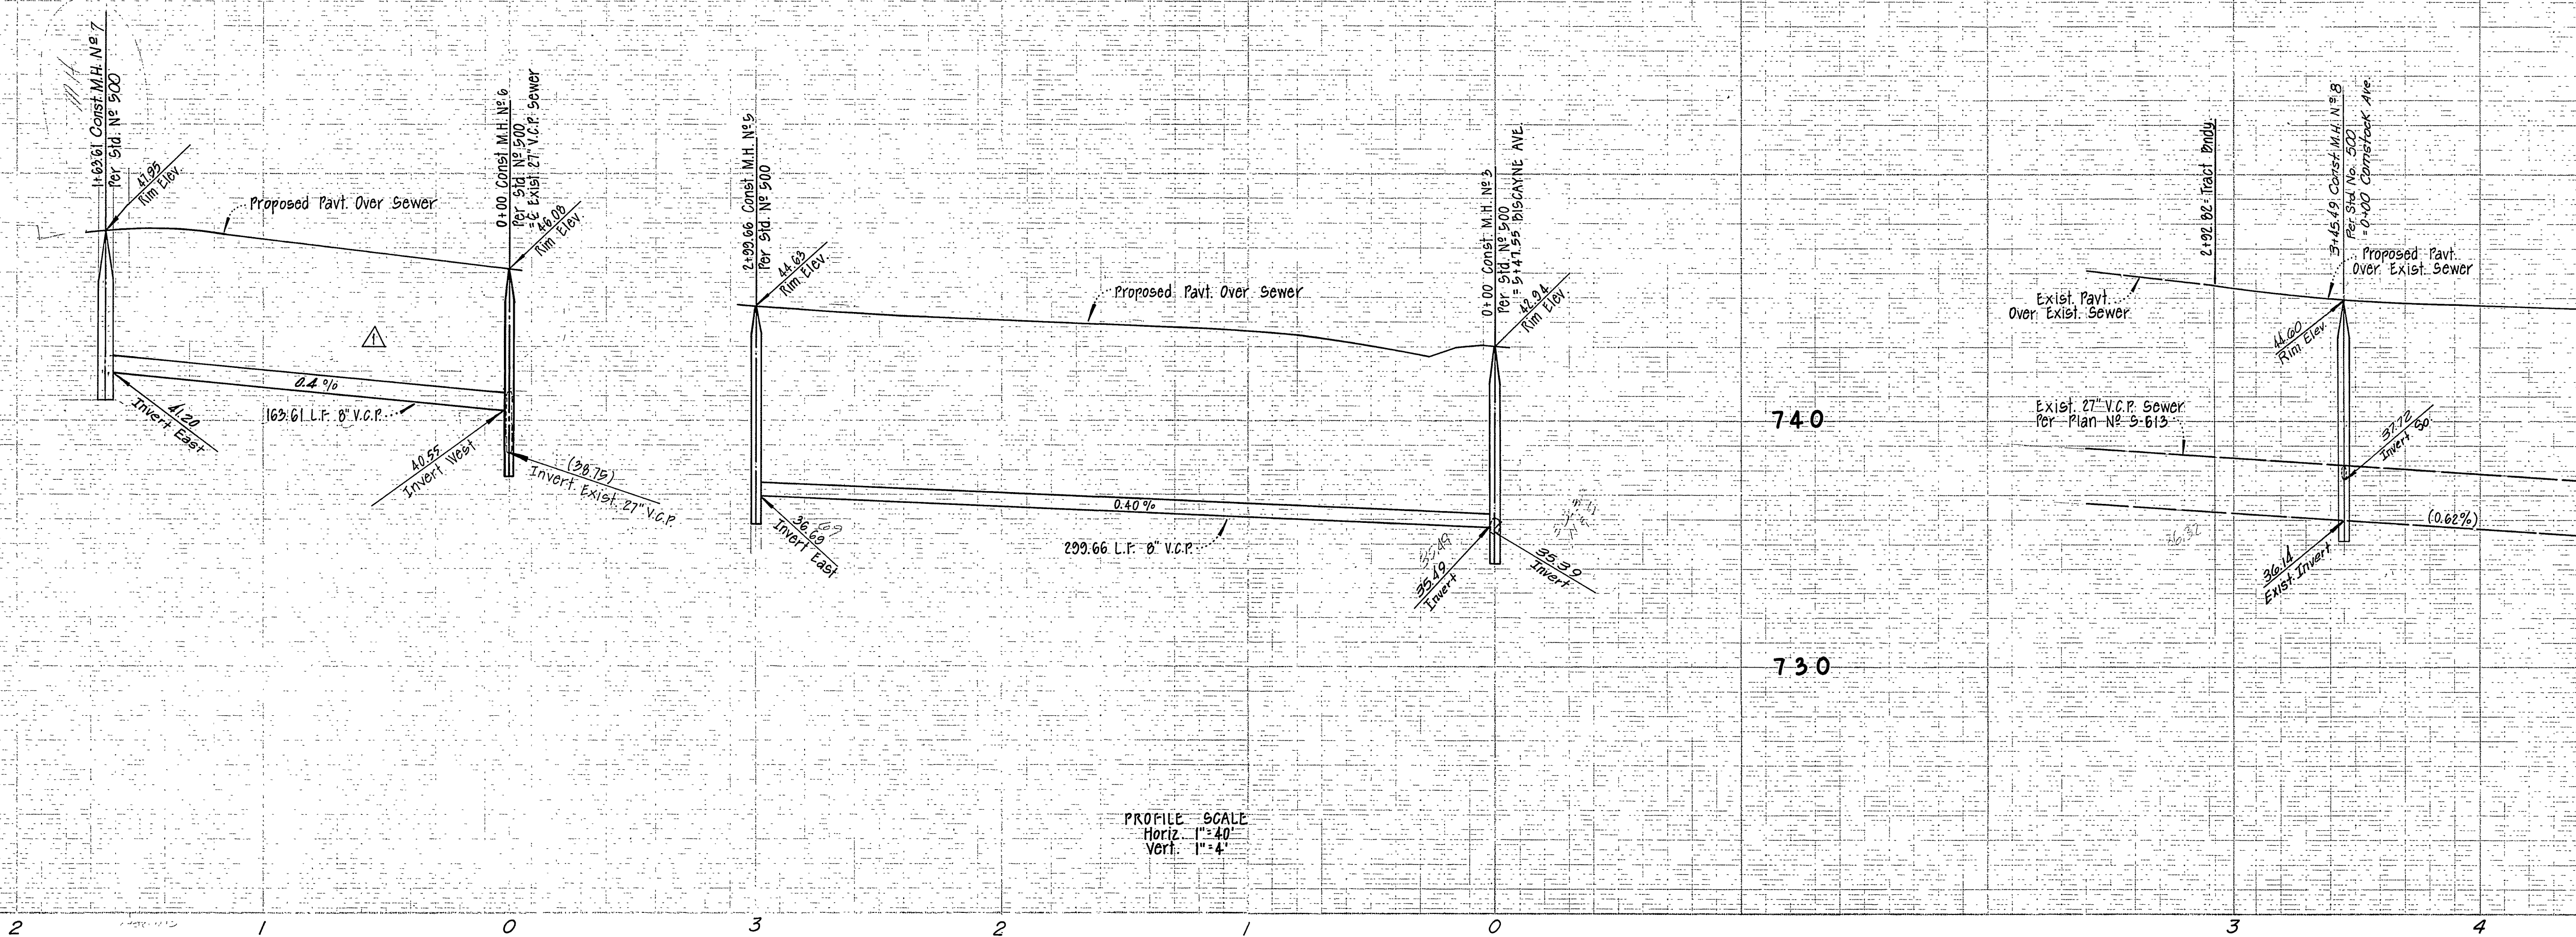 1+63.61 Const. M.H. Nº 7
Per Std. Nº 500
47.95
Rim Elev.
Proposed Pavt. Over Sewer
0+00 Const. M.H. Nº 6
Per Std. Nº 500
= ℄ Exist. 27" V.C.P. Sewer
46.08
Rim Elev.
0.4 %
163.61 L.F. 8" V.C.P.
41.20
Invert East
40.55
Invert West
(38.75)
Invert Exist. 27" V.C.P.
2+99.66 Const. M.H. Nº 5
Per Std. Nº 500
44.63
Rim Elev.
Proposed Pavt. Over Sewer
0+00 Const. M.H. Nº 3
Per Std. Nº 500
= 5+47.55 BISCAYNE AVE.
42.94
Rim Elev.
0.40 %
299.66 L.F. 8" V.C.P.
36.69
Invert East
35.49
35.49
Invert
35.39
Invert
740
730
2+92.82 = Tract Bndy.
3+45.49 Const. M.H. Nº 8
Per Std. No. 500
= 0+00 Comstock Ave.
Proposed Pavt.
Over Exist. Sewer
Exist. Pavt.
Over Exist. Sewer
44.60
Rim Elev.
Exist. 27" V.C.P. Sewer
Per Plan Nº S-613
37.72
Invert So.
(0.62%)
36.32
36.14
Exist. Invert
PROFILE SCALE
Horiz. 1"=40'
Vert. 1"=4'
2 1 0 3 2 1 0 3 4